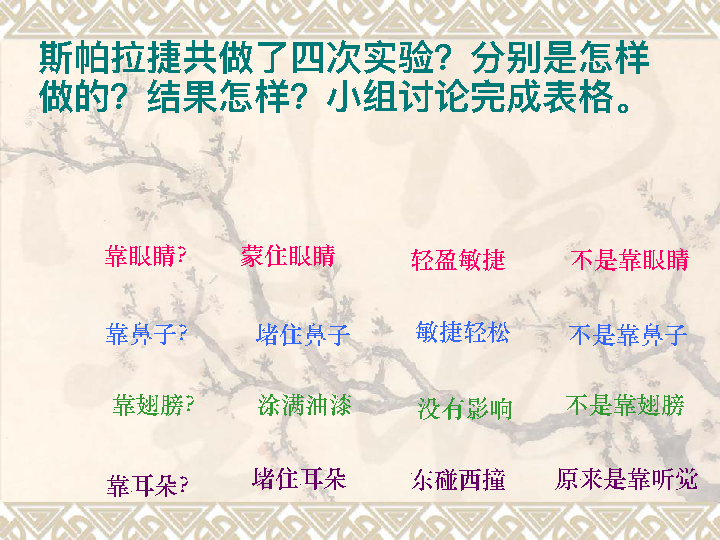 斯帕拉捷共做了四次实验？分别是怎样
做的？结果怎样？小组讨论完成表格。
靠眼睛? 蒙住眼睛 轻盈敏捷 不是靠眼睛
靠鼻子? 堵住鼻子 敏捷轻松 不是靠鼻子
靠翅膀? 涂满油漆 没有影响 不是靠翅膀
靠耳朵? 堵住耳朵 东碰西撞 原来是靠听觉